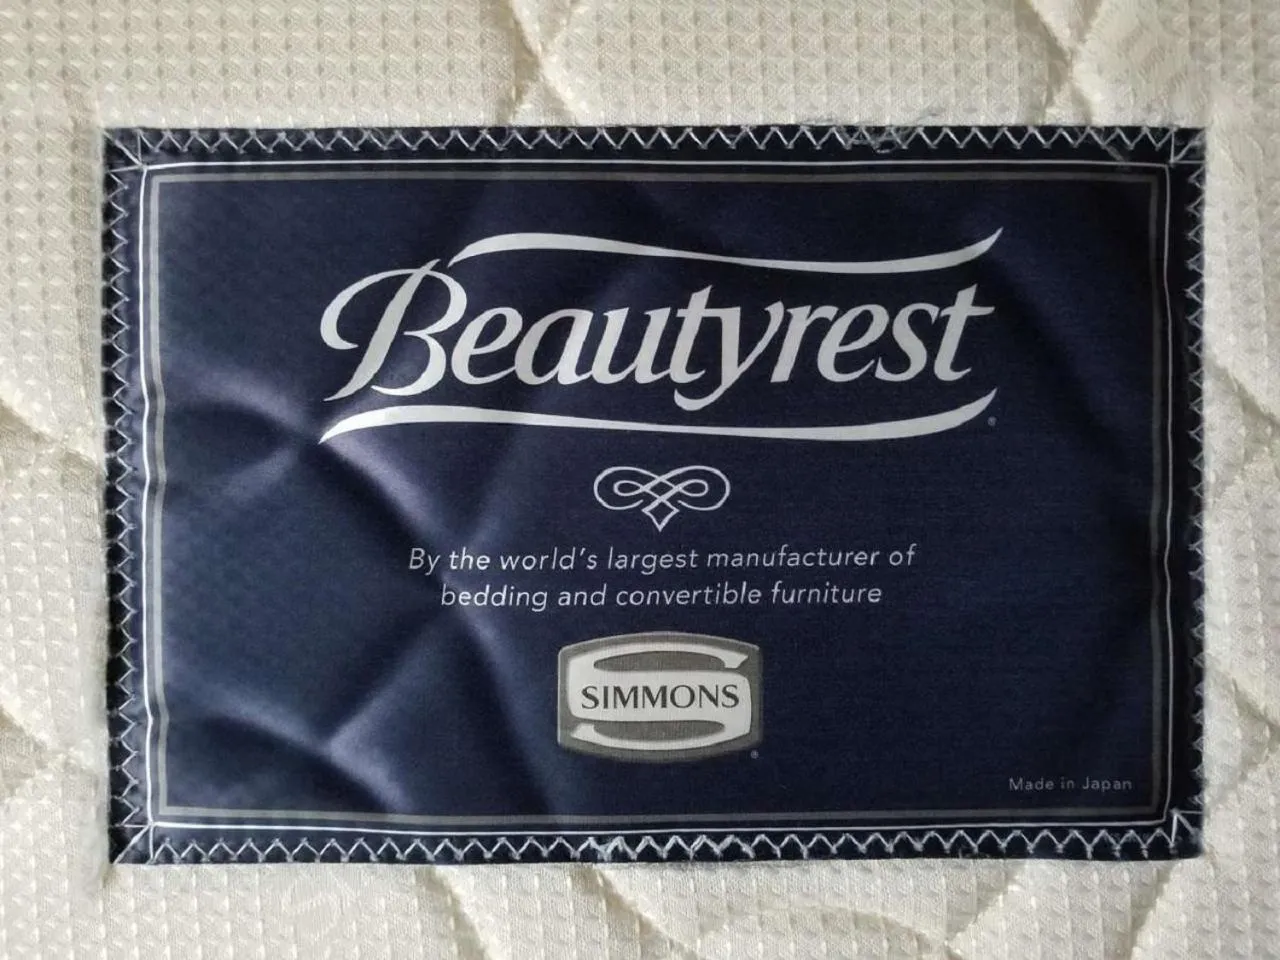 Beautyrest®
By the world's largest manufacturer of
bedding and convertible furniture
SIMMONS®
Made in Japan